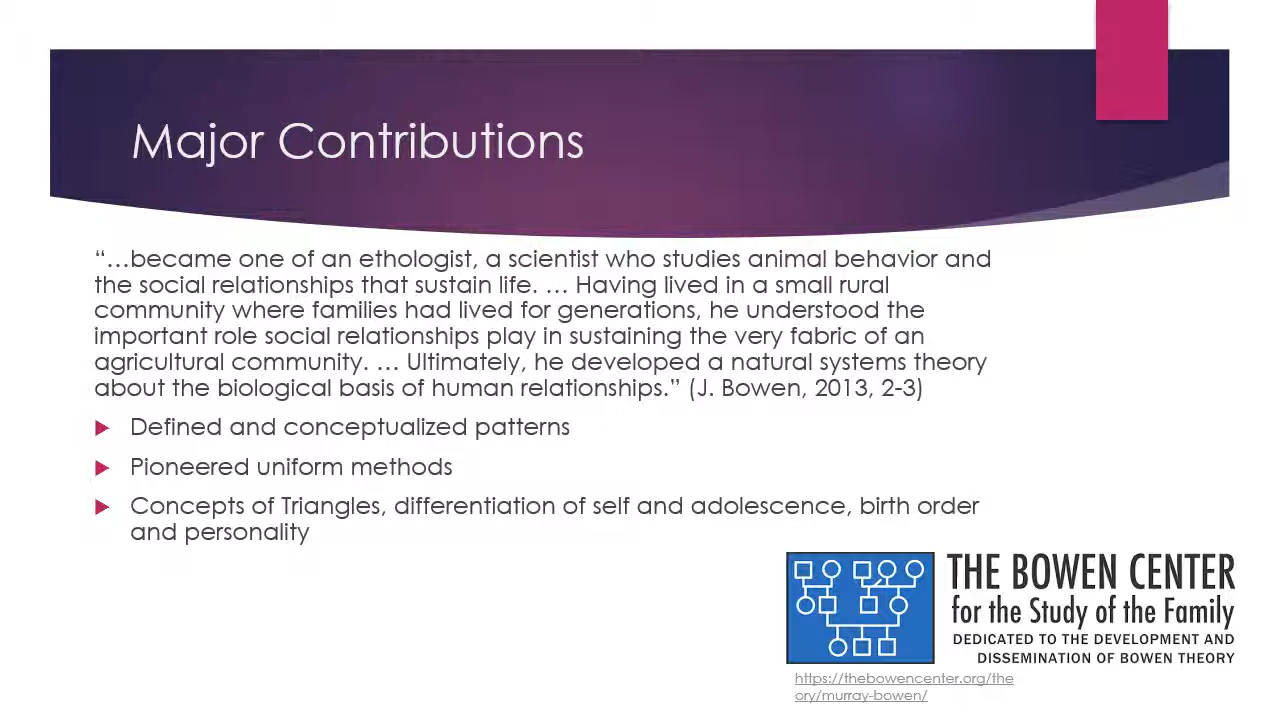 Major Contributions
“…became one of an ethologist, a scientist who studies animal behavior and
the social relationships that sustain life. … Having lived in a small rural
community where families had lived for generations, he understood the
important role social relationships play in sustaining the very fabric of an
agricultural community. … Ultimately, he developed a natural systems theory
about the biological basis of human relationships.” (J. Bowen, 2013, 2-3)
Defined and conceptualized patterns
Pioneered uniform methods
Concepts of Triangles, differentiation of self and adolescence, birth order
and personality
THE BOWEN CENTER
for the Study of the Family
DEDICATED TO THE DEVELOPMENT AND
DISSEMINATION OF BOWEN THEORY
https://thebowencenter.org/the
ory/murray-bowen/